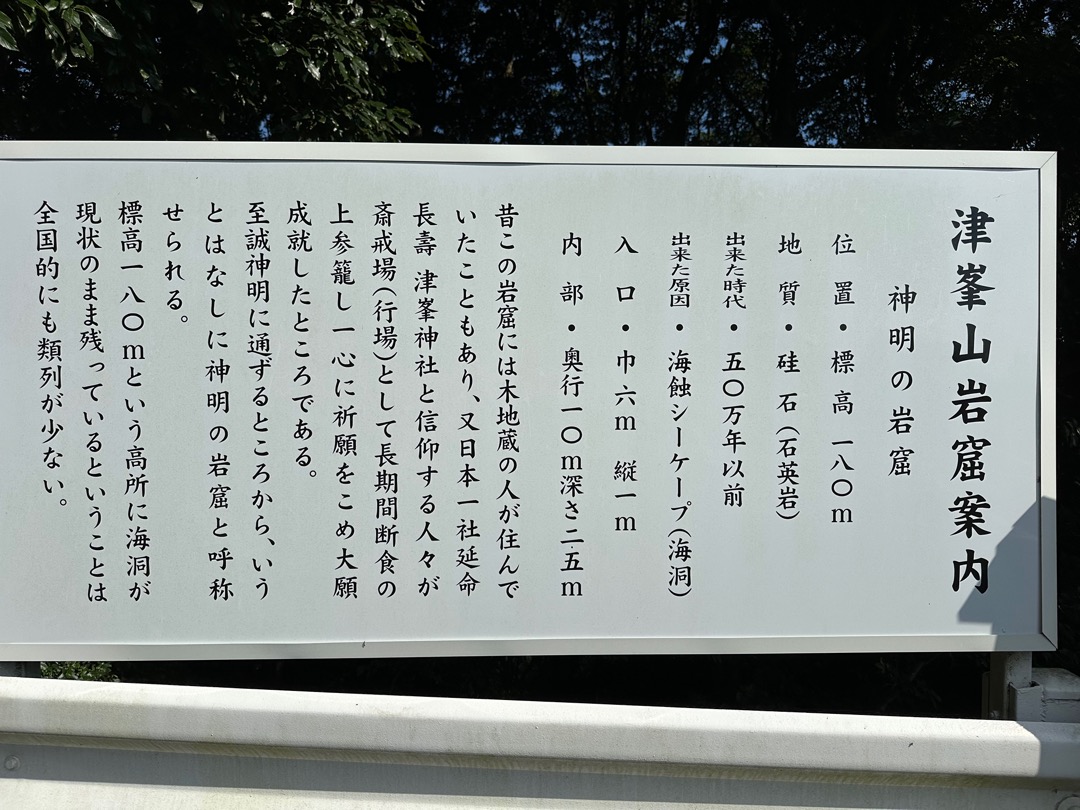 津峯山岩窟案内
神明の岩窟
位置・標高 一八〇m
地質・硅石（石英岩）
出来た時代・五〇万年以前
出来た原因・海蝕シーケープ（海洞）
入口・巾六m 縦一m
内部・奥行一〇m深さ二.五m
昔この岩窟には木地蔵の人が住んで
いたこともあり、又日本一社延命
長壽 津峯神社と信仰する人々が
斎戒場（行場）として長期間断食の
上参籠し一心に祈願をこめ大願
成就したところである。
至誠神明に通ずるところから、いう
とはなしに神明の岩窟と呼称
せられる。
標高一八〇mという高所に海洞が
現状のまま残っているということは
全国的にも類列が少ない。